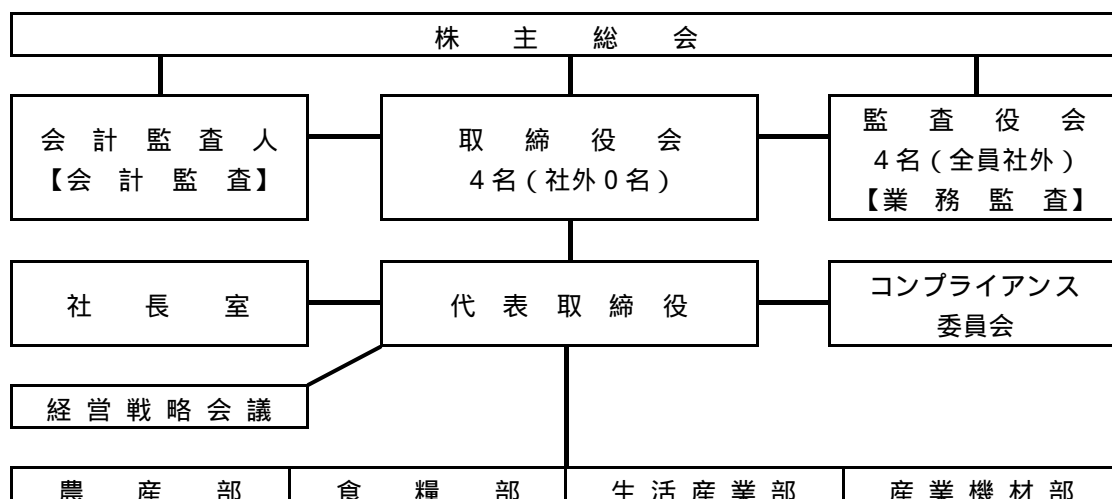 株主総会
会計監査人
【会計監査】
取締役会
4名(社外0名)
監査役会
4名(全員社外)
【業務監査】
社長室
代表取締役
コンプライアンス
委員会
経営戦略会議
農産部
食糧部
生活産業部
産業機材部